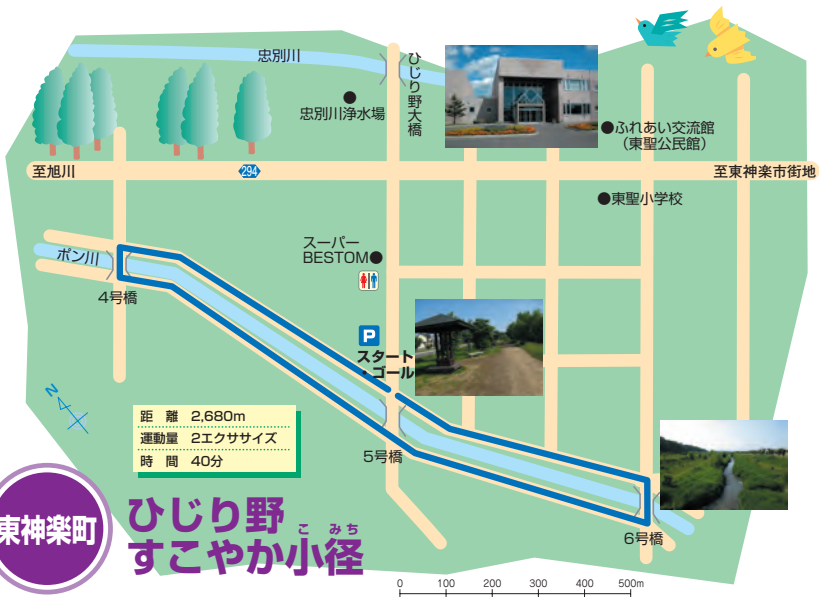 忠別川
ひじり野大橋
忠別川浄水場
●ふれあい交流館
(東聖公民館)
至旭川
294
至東神楽市街地
●東聖小学校
スーパー
BESTOM●
ポン川
4号橋
P
スタート
・ゴール
N
距離 2,680m
運動量 2エクササイズ
時間 40分
5号橋
6号橋
東神楽町
ひじり野
こみち
すこやか小径
0 100 200 300 400 500m